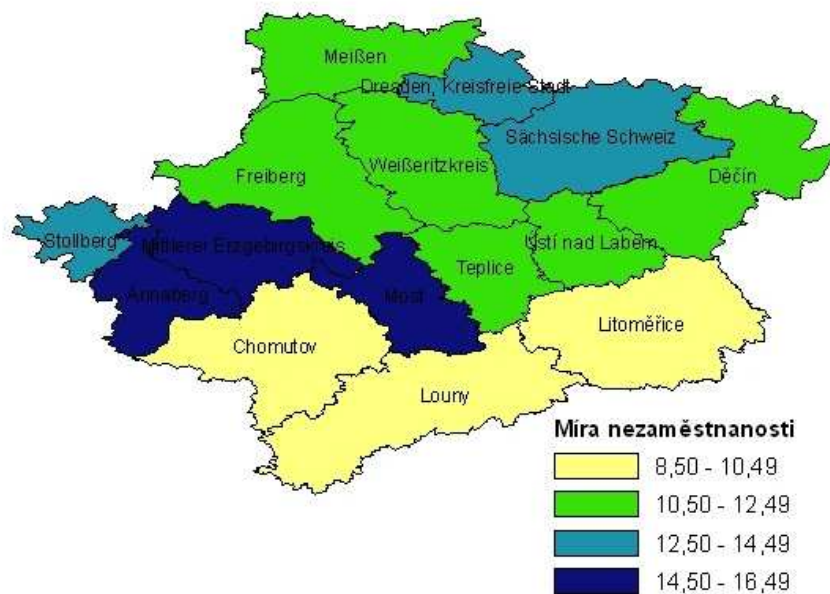 Meißen
Dresden, Kreisfreie Stadt
Sächsische Schweiz
Weißeritzkreis
Freiberg
Děčín
Stollberg
Mittlerer Erzgebirgskreis
Ústí nad Labem
Teplice
Annaberg
Most
Litoměřice
Chomutov
Louny
Míra nezaměstnanosti
8,50 - 10,49
10,50 - 12,49
12,50 - 14,49
14,50 - 16,49